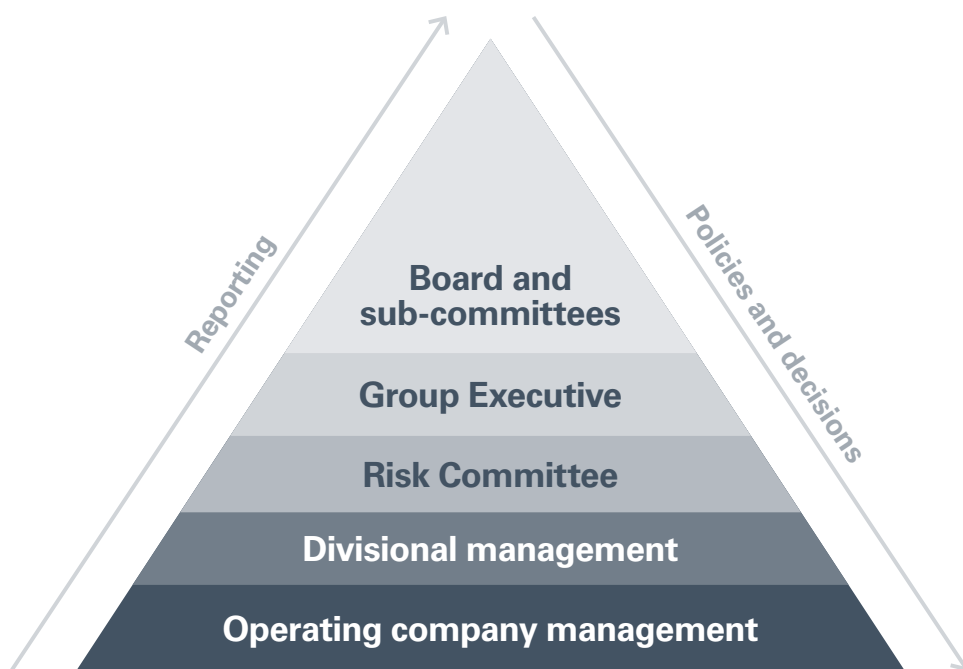 Reporting
Policies and decisions
Board and
sub-committees
Group Executive
Risk Committee
Divisional management
Operating company management